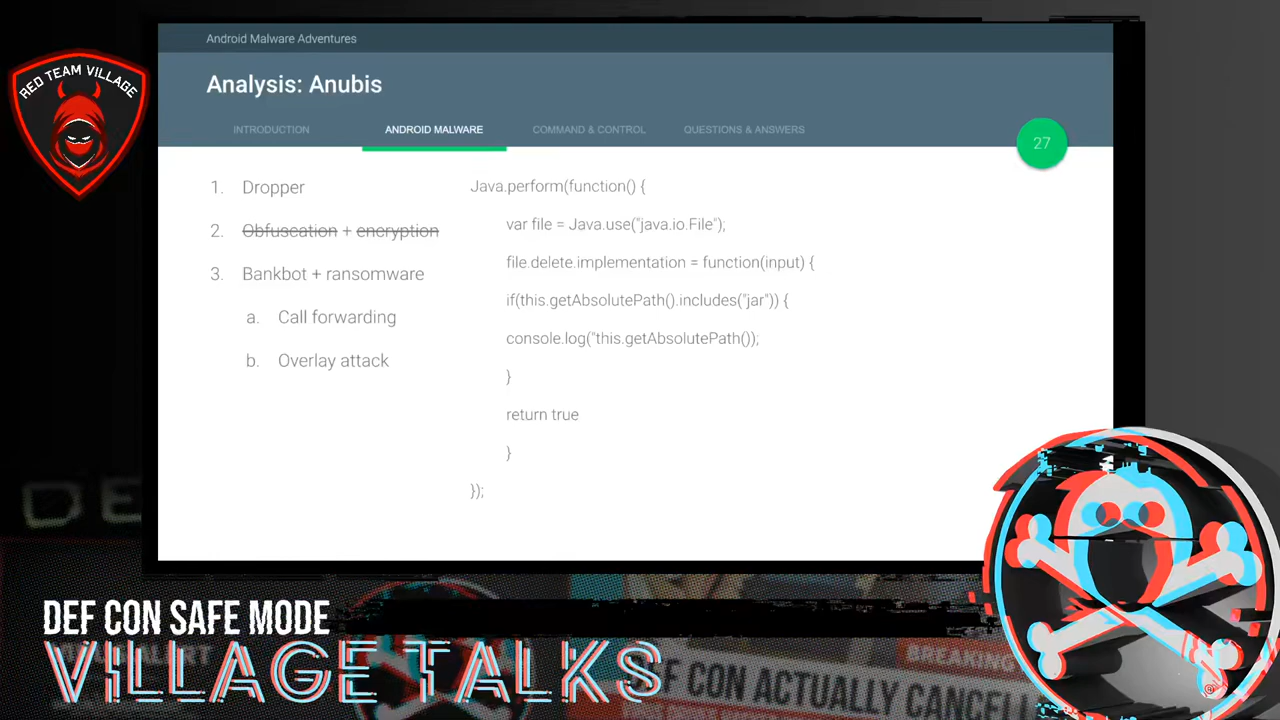 RED TEAM VILLAGE
Android Malware Adventures
Analysis: Anubis
INTRODUCTION
ANDROID MALWARE
COMMAND & CONTROL
QUESTIONS & ANSWERS
27
1. Dropper
2. Obfuscation + encryption
3. Bankbot + ransomware
a. Call forwarding
b. Overlay attack
Java.perform(function() {
var file = Java.use("java.io.File");
file.delete.implementation = function(input) {
if(this.getAbsolutePath().includes("jar")) {
console.log("this.getAbsolutePath());
}
return true
}
});
DEF CON SAFE MODE
VILLAGE TALKS
BREAKING
DEF CON ACTUALLY CANCELL